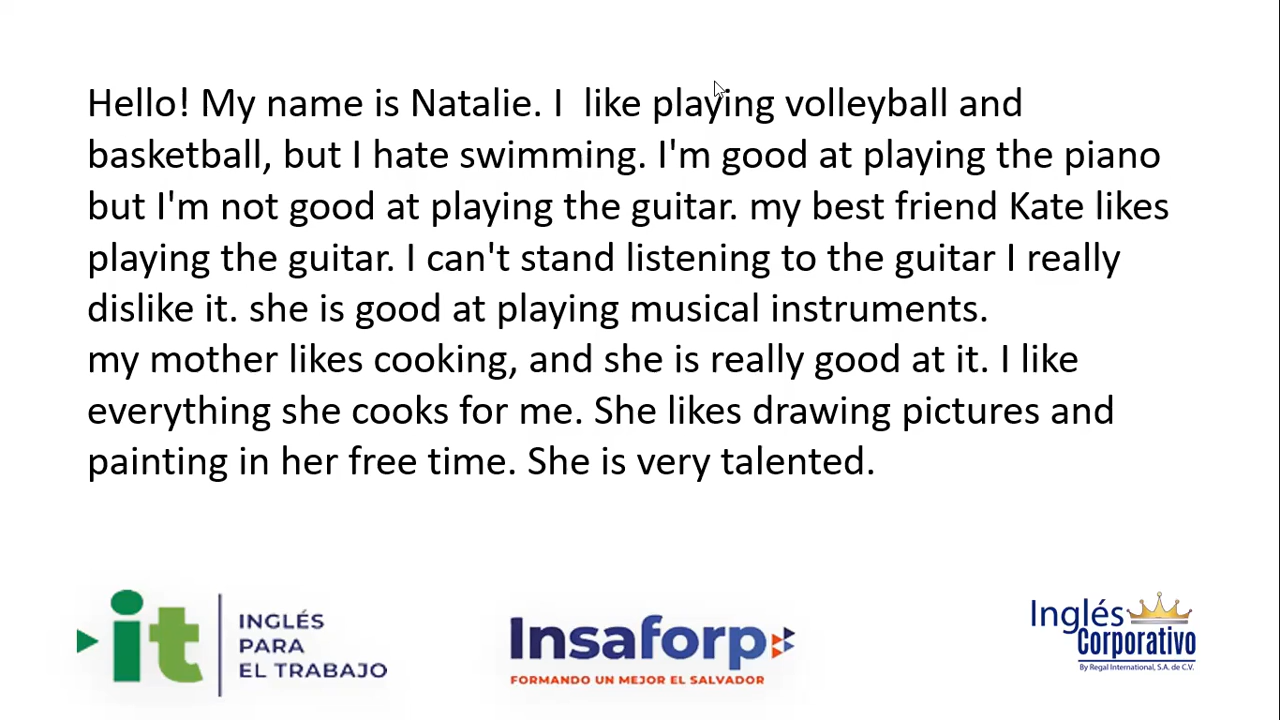 Hello! My name is Natalie. I  like playing volleyball and
basketball, but I hate swimming. I'm good at playing the piano
but I'm not good at playing the guitar. my best friend Kate likes
playing the guitar. I can't stand listening to the guitar I really
dislike it. she is good at playing musical instruments.
my mother likes cooking, and she is really good at it. I like
everything she cooks for me. She likes drawing pictures and
painting in her free time. She is very talented.
it
INGLÉS
PARA
EL TRABAJO
Insaforp
FORMANDO UN MEJOR EL SALVADOR
Inglés
Corporativo
By Regal International, S.A. de C.V.